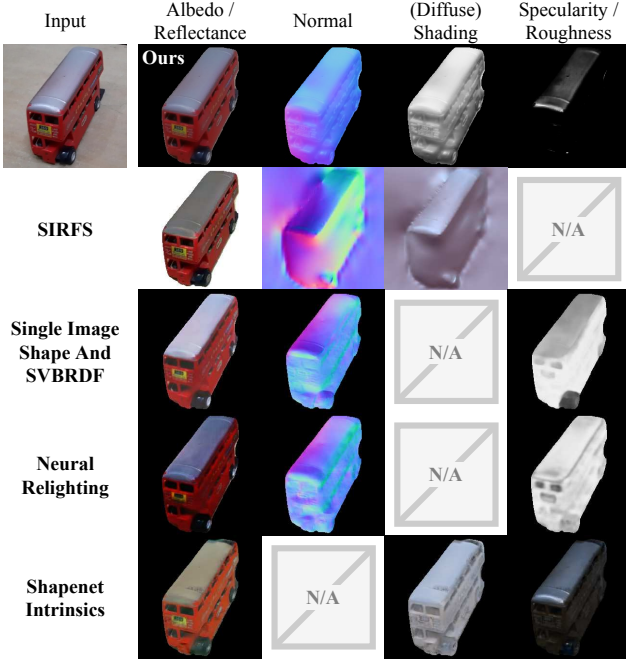 Input
Albedo /
Reflectance
Normal
(Diffuse)
Shading
Specularity /
Roughness
Ours
SIRFS
N/A
Single Image
Shape And
SVBRDF
N/A
Neural
Relighting
N/A
Shapenet
Intrinsics
N/A